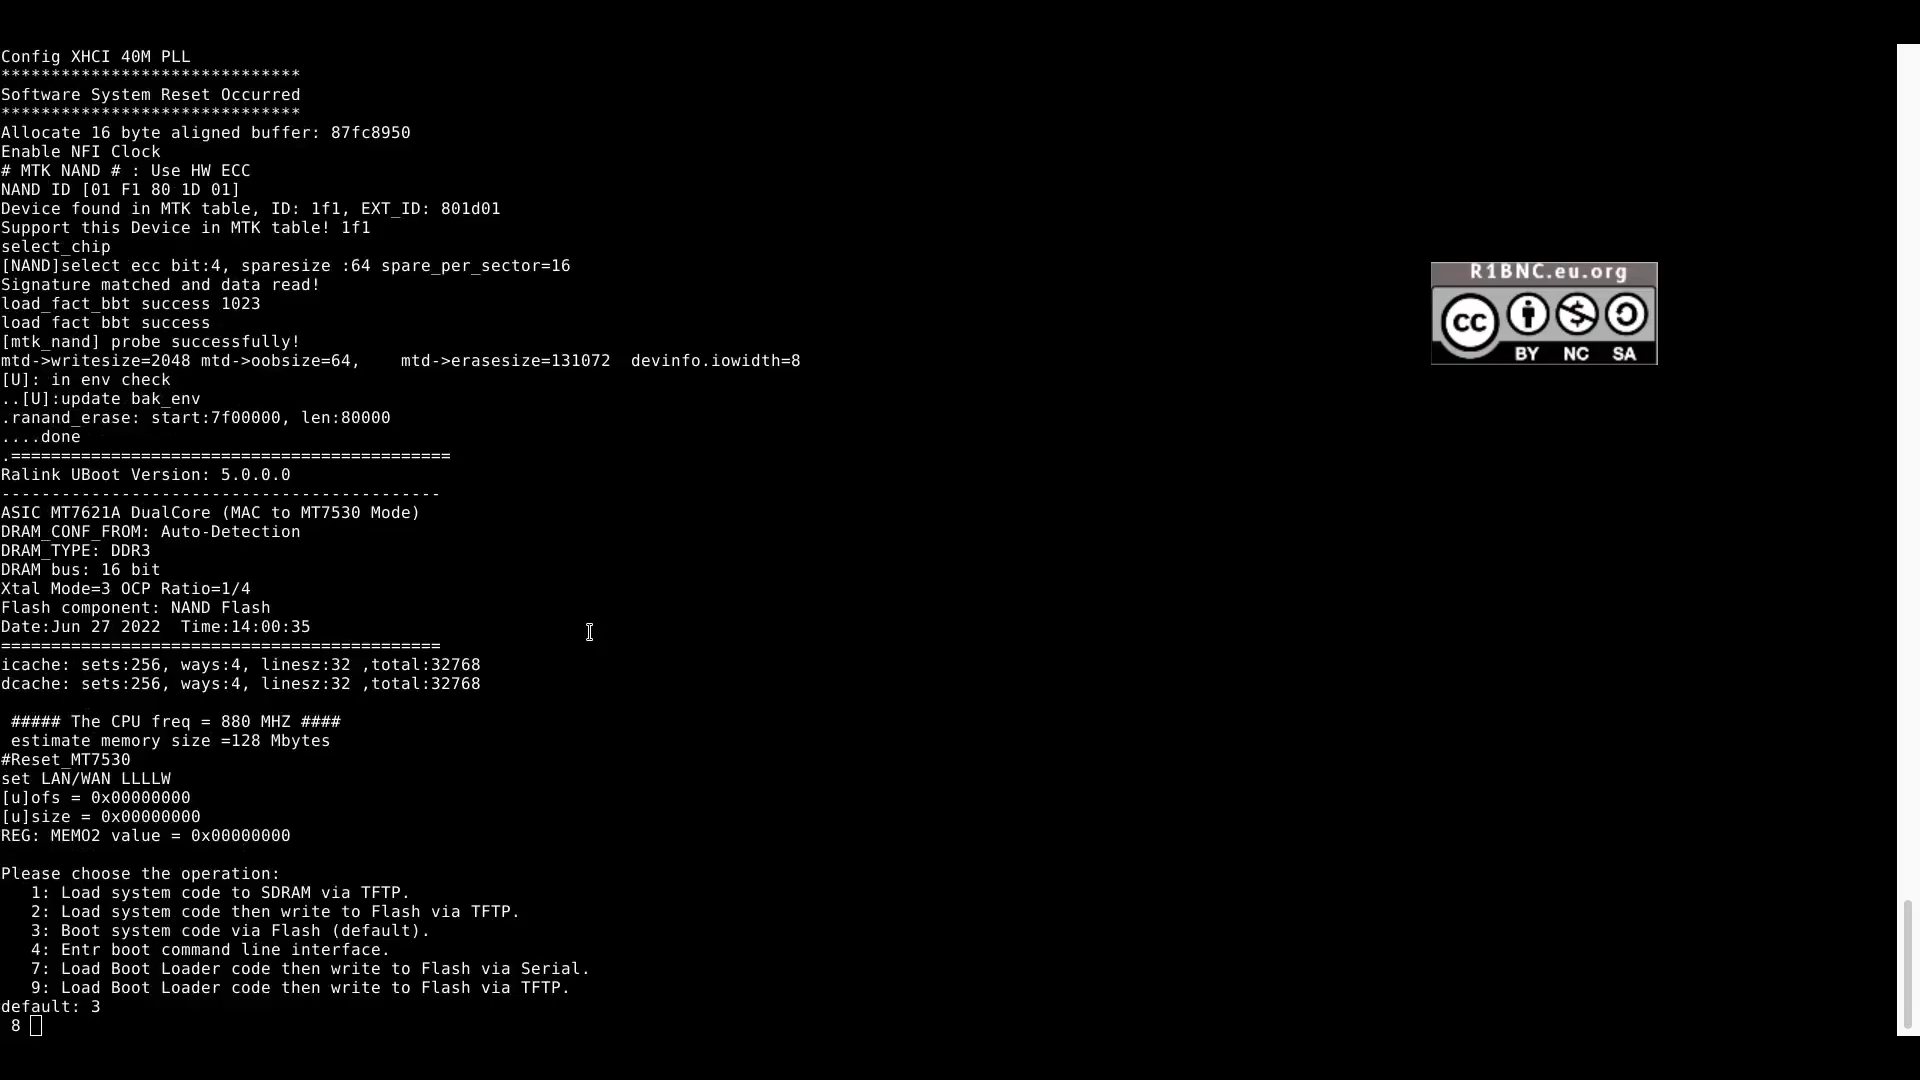 Config XHCI 40M PLL
******************************
Software System Reset Occurred
******************************
Allocate 16 byte aligned buffer: 87fc8950
Enable NFI Clock
# MTK NAND # : Use HW ECC
NAND ID [01 F1 80 1D 01]
Device found in MTK table, ID: 1f1, EXT_ID: 801d01
Support this Device in MTK table! 1f1
select_chip
[NAND]select ecc bit:4, sparesize :64 spare_per_sector=16
Signature matched and data read!
load_fact_bbt success 1023
load fact bbt success
[mtk_nand] probe successfully!
mtd->writesize=2048 mtd->oobsize=64,    mtd->erasesize=131072  devinfo.iowidth=8
[U]: in env check
..[U]:update bak_env
.ranand_erase: start:7f00000, len:80000
....done
.============================================
Ralink UBoot Version: 5.0.0.0
--------------------------------------------
ASIC MT7621A DualCore (MAC to MT7530 Mode)
DRAM_CONF_FROM: Auto-Detection
DRAM_TYPE: DDR3
DRAM bus: 16 bit
Xtal Mode=3 OCP Ratio=1/4
Flash component: NAND Flash
Date:Jun 27 2022  Time:14:00:35
============================================
icache: sets:256, ways:4, linesz:32 ,total:32768
dcache: sets:256, ways:4, linesz:32 ,total:32768
##### The CPU freq = 880 MHZ ####
estimate memory size =128 Mbytes
#Reset_MT7530
set LAN/WAN LLLLW
[u]ofs = 0x00000000
[u]size = 0x00000000
REG: MEMO2 value = 0x00000000
Please choose the operation:
1: Load system code to SDRAM via TFTP.
2: Load system code then write to Flash via TFTP.
3: Boot system code via Flash (default).
4: Entr boot command line interface.
7: Load Boot Loader code then write to Flash via Serial.
9: Load Boot Loader code then write to Flash via TFTP.
default: 3
8
R1BNC.eu.org
cc
BY NC SA